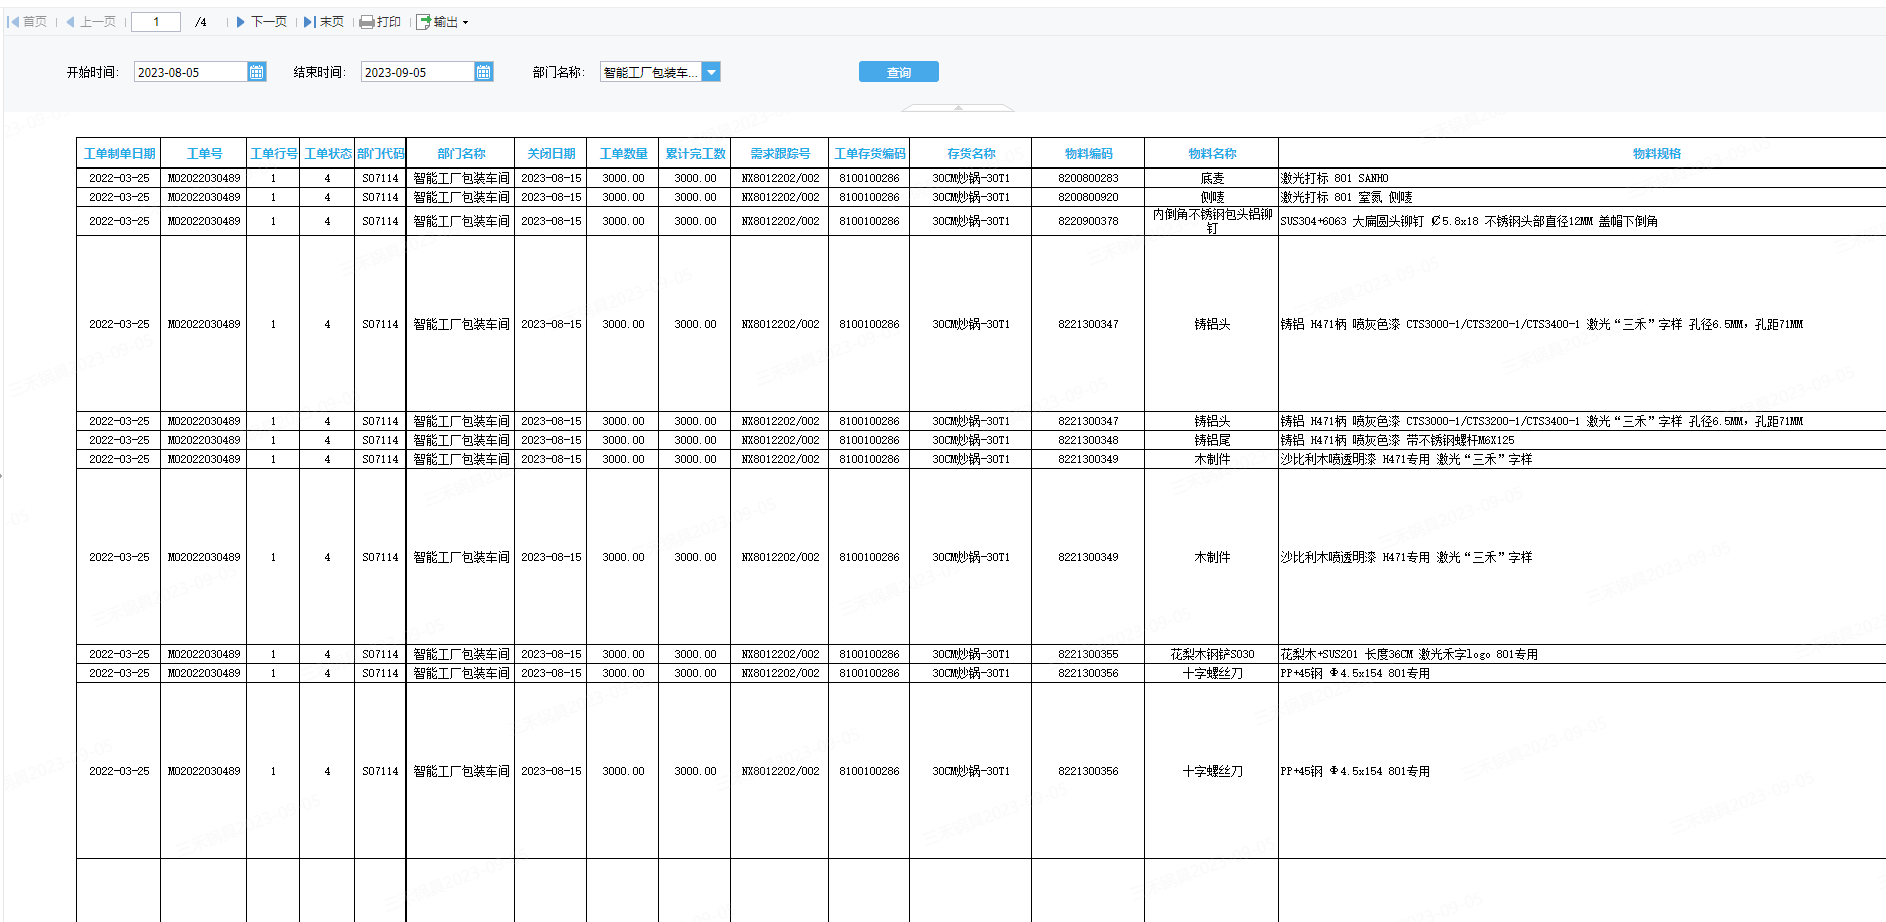 首页 上一页 1 /4 下一页 末页 打印 输出
开始时间： 2023-08-05 结束时间： 2023-09-05 部门名称： 智能工厂包装车... 查询
工单制单日期 工单号 工单行号 工单状态 部门代码 部门名称 关闭日期 工单数量 累计完工数 需求跟踪号 工单存货编码 存货名称 物料编码 物料名称 物料规格
2022-03-25 MO2022030489 1 4 S07114 智能工厂包装车间 2023-08-15 3000.00 3000.00 NX8012202/002 8100100286 30CM炒锅-30T1 8200800283 底麦 激光打标 801 SANHO
2022-03-25 MO2022030489 1 4 S07114 智能工厂包装车间 2023-08-15 3000.00 3000.00 NX8012202/002 8100100286 30CM炒锅-30T1 8200800920 侧唛 激光打标 801 室氮 侧唛
2022-03-25 MO2022030489 1 4 S07114 智能工厂包装车间 2023-08-15 3000.00 3000.00 NX8012202/002 8100100286 30CM炒锅-30T1 8220900378 内倒角不锈钢包头铝铆钉 SUS304+6063 大扁圆头铆钉 ₡5.8x18 不锈钢头部直径12MM 盖帽下倒角
2022-03-25 MO2022030489 1 4 S07114 智能工厂包装车间 2023-08-15 3000.00 3000.00 NX8012202/002 8100100286 30CM炒锅-30T1 8221300347 铸铝头 铸铝 H471柄 喷灰色漆 CTS3000-1/CTS3200-1/CTS3400-1 激光“三禾”字样 孔径6.5MM，孔距71MM
2022-03-25 MO2022030489 1 4 S07114 智能工厂包装车间 2023-08-15 3000.00 3000.00 NX8012202/002 8100100286 30CM炒锅-30T1 8221300347 铸铝头 铸铝 H471柄 喷灰色漆 CTS3000-1/CTS3200-1/CTS3400-1 激光“三禾”字样 孔径6.5MM，孔距71MM
2022-03-25 MO2022030489 1 4 S07114 智能工厂包装车间 2023-08-15 3000.00 3000.00 NX8012202/002 8100100286 30CM炒锅-30T1 8221300348 铸铝尾 铸铝 H471柄 喷灰色漆 带不锈钢螺杆M6X125
2022-03-25 MO2022030489 1 4 S07114 智能工厂包装车间 2023-08-15 3000.00 3000.00 NX8012202/002 8100100286 30CM炒锅-30T1 8221300349 木制件 沙比利木喷透明漆 H471专用 激光“三禾”字样
2022-03-25 MO2022030489 1 4 S07114 智能工厂包装车间 2023-08-15 3000.00 3000.00 NX8012202/002 8100100286 30CM炒锅-30T1 8221300349 木制件 沙比利木喷透明漆 H471专用 激光“三禾”字样
2022-03-25 MO2022030489 1 4 S07114 智能工厂包装车间 2023-08-15 3000.00 3000.00 NX8012202/002 8100100286 30CM炒锅-30T1 8221300355 花梨木钢铲S030 花梨木+SUS201 长度36CM 激光禾字logo 801专用
2022-03-25 MO2022030489 1 4 S07114 智能工厂包装车间 2023-08-15 3000.00 3000.00 NX8012202/002 8100100286 30CM炒锅-30T1 8221300356 十字螺丝刀 PP+45钢 Φ4.5x154 801专用
2022-03-25 MO2022030489 1 4 S07114 智能工厂包装车间 2023-08-15 3000.00 3000.00 NX8012202/002 8100100286 30CM炒锅-30T1 8221300356 十字螺丝刀 PP+45钢 Φ4.5x154 801专用